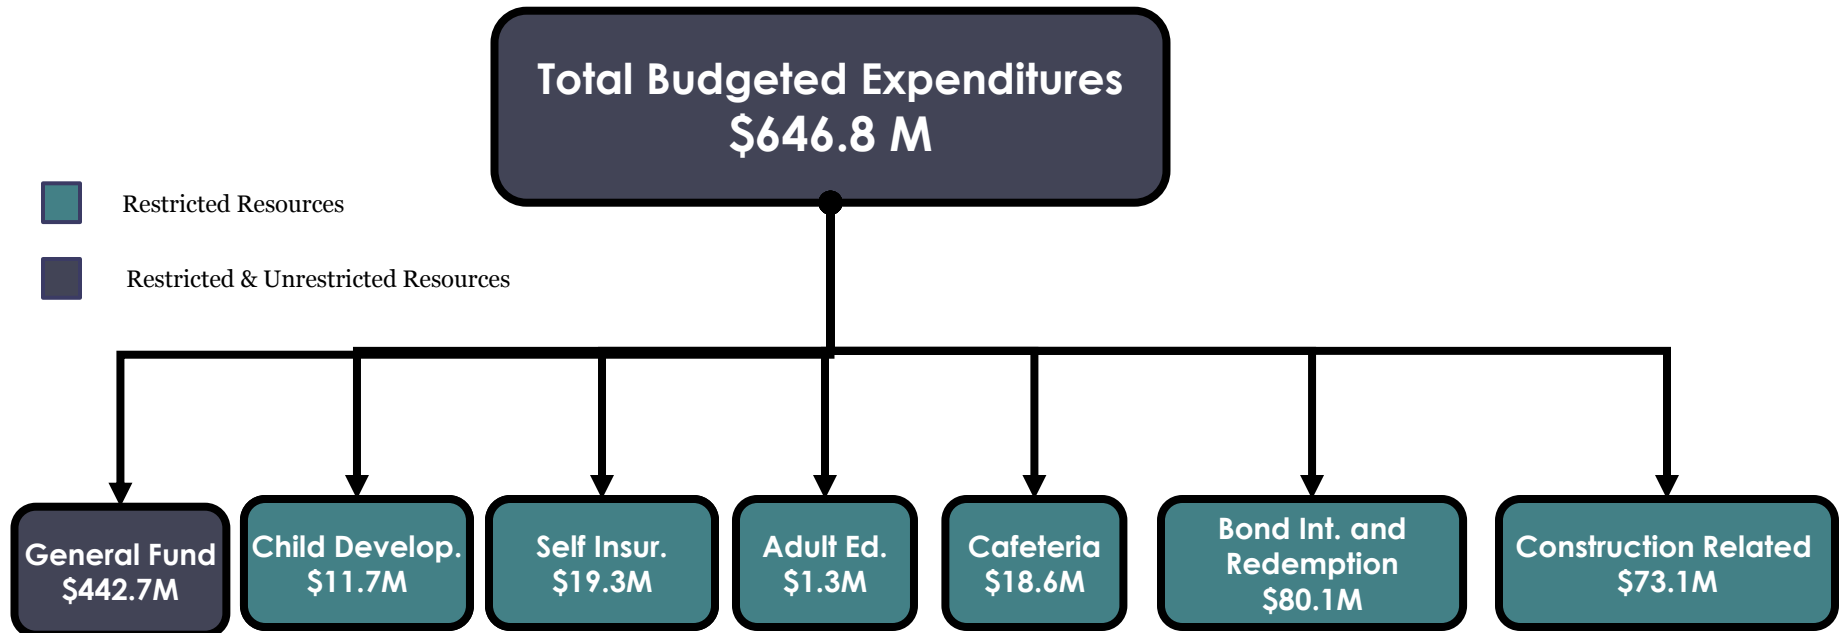 Total Budgeted Expenditures
$646.8 M
Restricted Resources
Restricted & Unrestricted Resources
General Fund
$442.7M
Child Develop.
$11.7M
Self Insur.
$19.3M
Adult Ed.
$1.3M
Cafeteria
$18.6M
Bond Int. and
Redemption
$80.1M
Construction Related
$73.1M